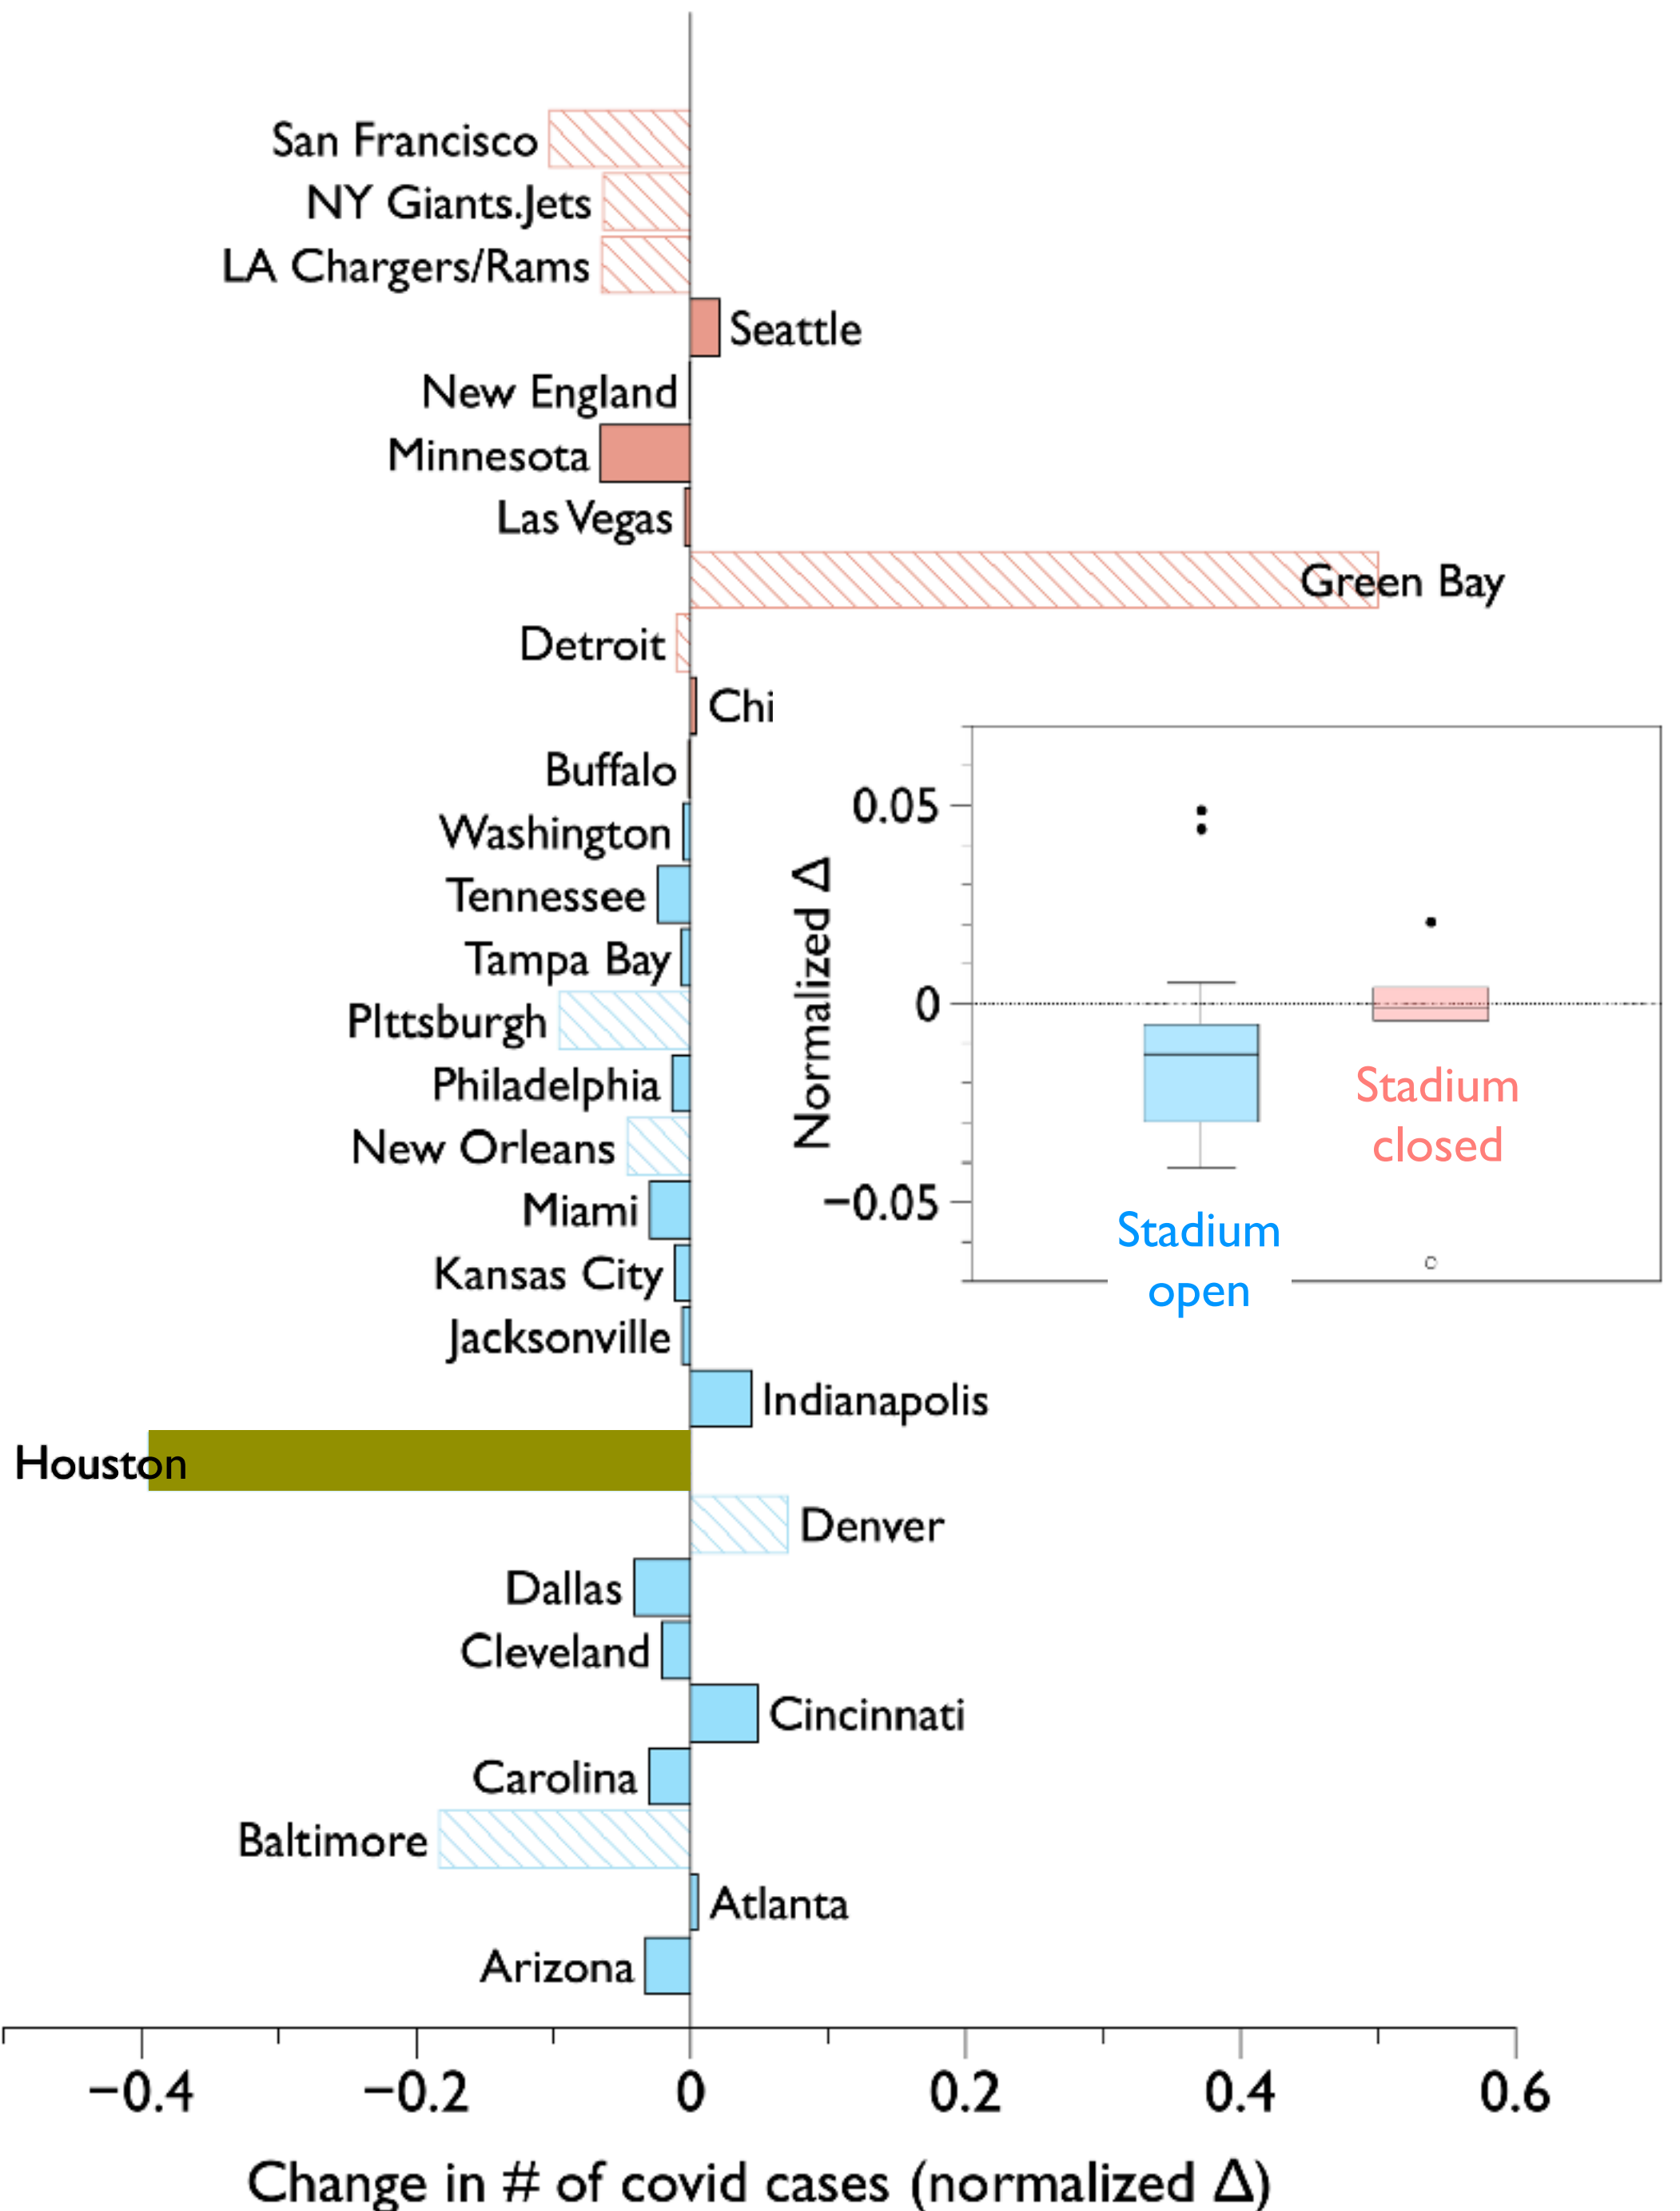 San Francisco
NY Giants.Jets
LA Chargers/Rams
Seattle
New England
Minnesota
Las Vegas
Green Bay
Detroit
Chi
Buffalo
Washington
Tennessee
Tampa Bay
PIttsburgh
Philadelphia
New Orleans
Miami
Kansas City
Jacksonville
Indianapolis
Houston
Denver
Dallas
Cleveland
Cincinnati
Carolina
Baltimore
Atlanta
Arizona
−0.4 −0.2 0 0.2 0.4 0.6
Change in # of covid cases (normalized Δ)
Normalized Δ
0.05
0
−0.05
Stadium
open
Stadium
closed